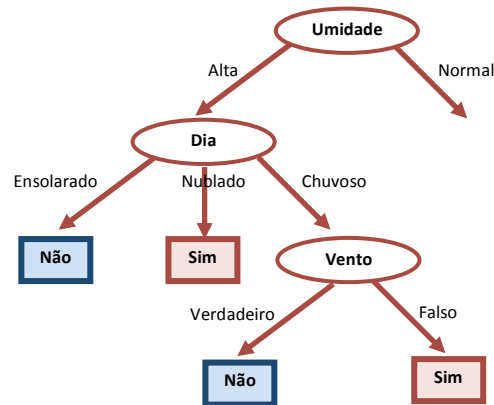 Umidade
Alta
Normal
Dia
Ensolarado
Nublado
Chuvoso
Não
Sim
Vento
Verdadeiro
Falso
Não
Sim